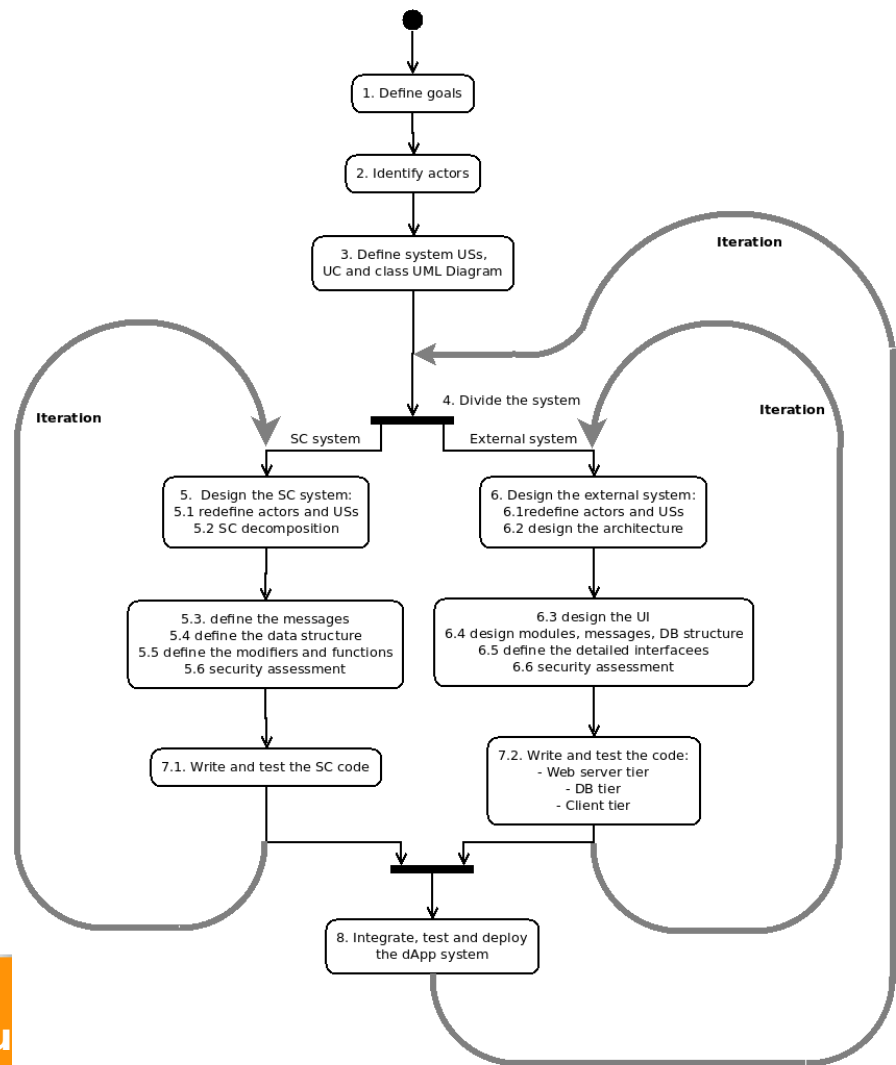 1. Define goals
2. Identify actors
3. Define system USs,
UC and class UML Diagram
Iteration
4. Divide the system
Iteration
Iteration
SC system
External system
5. Design the SC system:
5.1 redefine actors and USs
5.2 SC decomposition
6. Design the external system:
6.1redefine actors and USs
6.2 design the architecture
5.3. define the messages
5.4 define the data structure
5.5 define the modifiers and functions
5.6 security assessment
6.3 design the UI
6.4 design modules, messages, DB structure
6.5 define the detailed interfacees
6.6 security assessment
7.1. Write and test the SC code
7.2. Write and test the code:
- Web server tier
- DB tier
- Client tier
8. Integrate, test and deploy
the dApp system